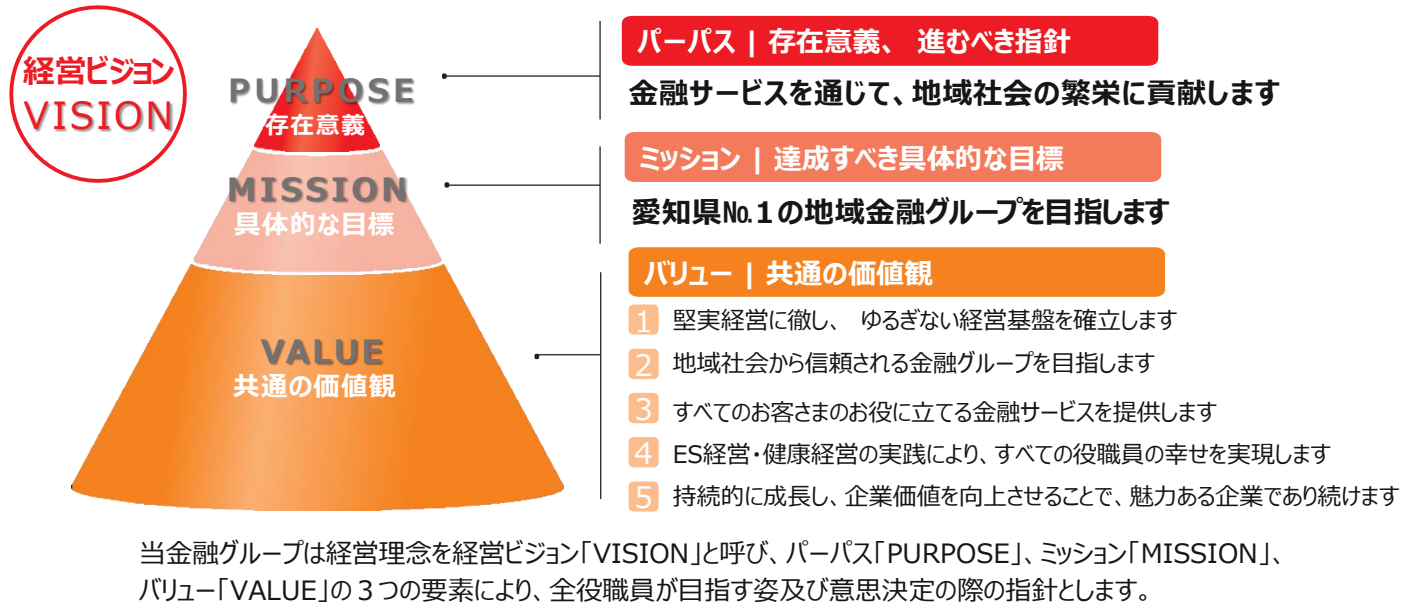 経営ビジョン
VISION
PURPOSE
存在意義
MISSION
具体的な目標
VALUE
共通の価値観
パーパス | 存在意義、 進むべき指針
金融サービスを通じて、地域社会の繁栄に貢献します
ミッション | 達成すべき具体的な目標
愛知県№１の地域金融グループを目指します
バリュー | 共通の価値観
1 堅実経営に徹し、 ゆるぎない経営基盤を確立します
2 地域社会から信頼される金融グループを目指します
3 すべてのお客さまのお役に立てる金融サービスを提供します
4 ES経営・健康経営の実践により、すべての役職員の幸せを実現します
5 持続的に成長し、企業価値を向上させることで、魅力ある企業であり続けます
当金融グループは経営理念を経営ビジョン「VISION」と呼び、パーパス「PURPOSE」、ミッション「MISSION」、
バリュー「VALUE」の３つの要素により、全役職員が目指す姿及び意思決定の際の指針とします。